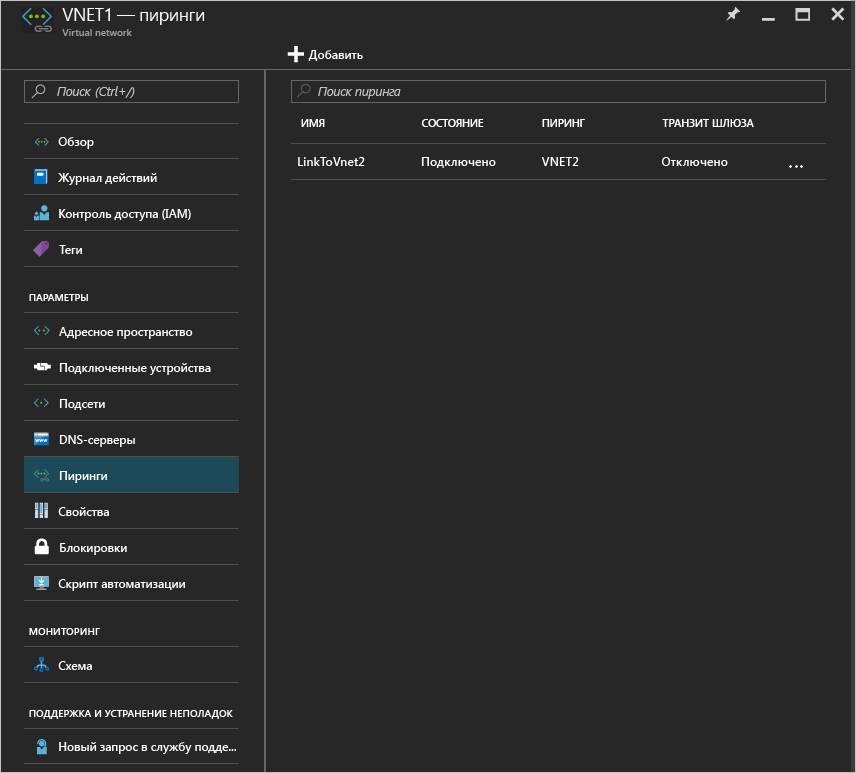 VNET1 — пиринги
Virtual network
Добавить
Поиск (Ctrl+/)
Обзор
Журнал действий
Контроль доступа (IAM)
Теги
ПАРАМЕТРЫ
Адресное пространство
Подключенные устройства
Подсети
DNS-серверы
Пиринги
Свойства
Блокировки
Скрипт автоматизации
МОНИТОРИНГ
Схема
ПОДДЕРЖКА И УСТРАНЕНИЕ НЕПОЛАДОК
Новый запрос в службу подде...
Поиск пиринга
ИМЯ СОСТОЯНИЕ ПИРИНГ ТРАНЗИТ ШЛЮЗА
LinkToVnet2 Подключено VNET2 Отключено ...